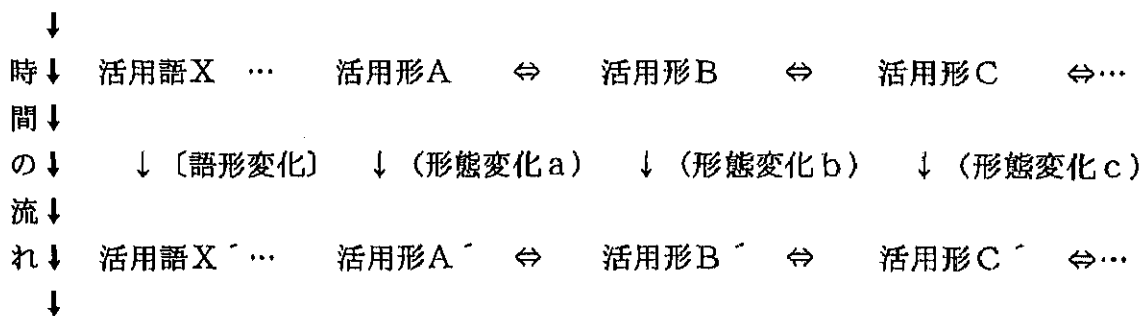 ↓
時↓ 活用語X … 活用形A ⇔ 活用形B ⇔ 活用形C ⇔…
間↓
の↓ ↓〔語形変化〕 ↓（形態変化a） ↓（形態変化b） ↓（形態変化c）
流↓
れ↓ 活用語X´… 活用形A´ ⇔ 活用形B´ ⇔ 活用形C´ ⇔…
↓